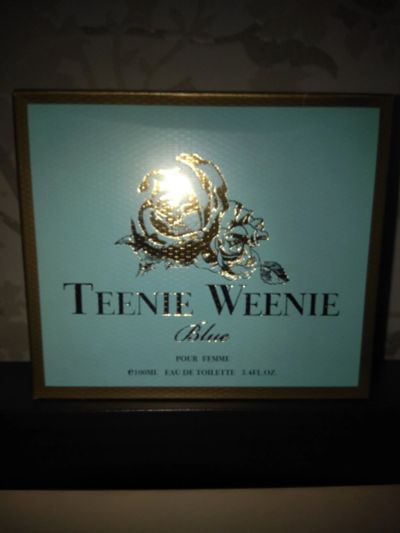 TEENIE WEENIE
Blue
POUR FEMME
℮100ML EAU DE TOILETTE 3.4FL.OZ.